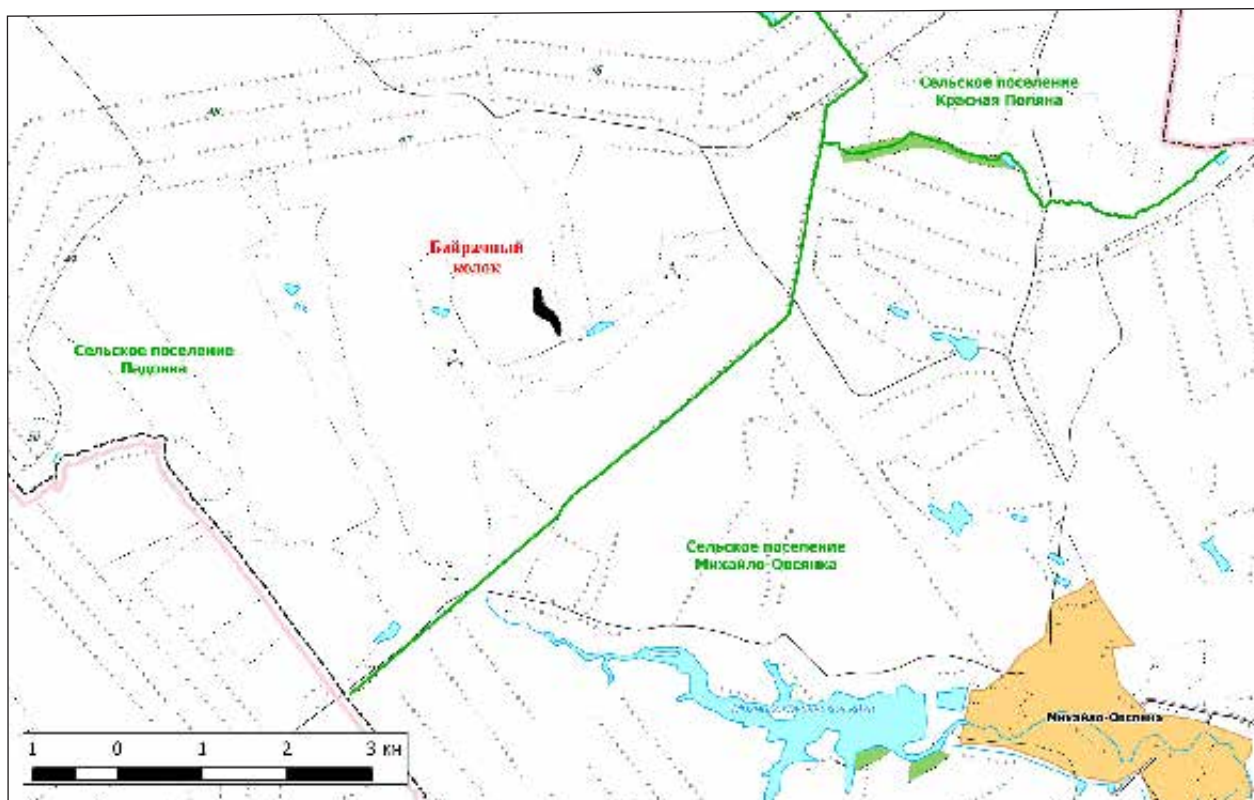 Сельское поселение
Красная Поляна
Байрачный
колок
Сельское поселение
Падовка
Сельское поселение
Михайло-Овсянка
Михайло-Овсянка
1 0 1 2 3 км